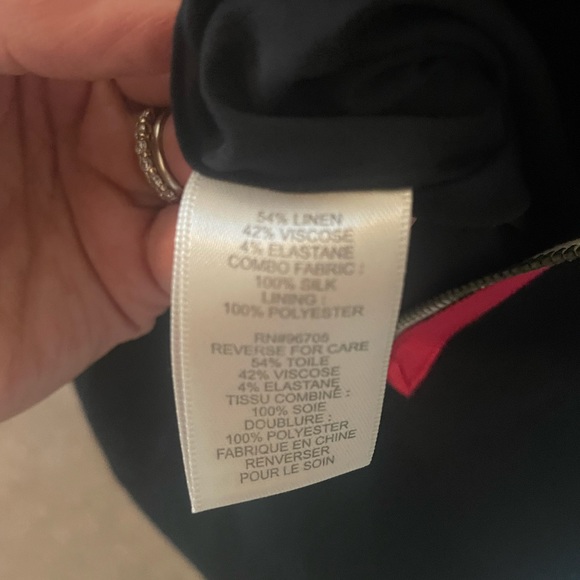 54% LINEN
42% VISCOSE
4% ELASTANE
COMBO FABRIC :
100% SILK
LINING :
100% POLYESTER
RN#96705
REVERSE FOR CARE
54% TOILE
42% VISCOSE
4% ELASTANE
TISSU COMBINÉ :
100% SOIE
DOUBLURE :
100% POLYESTER
FABRIQUE EN CHINE
RENVERSER
POUR LE SOIN